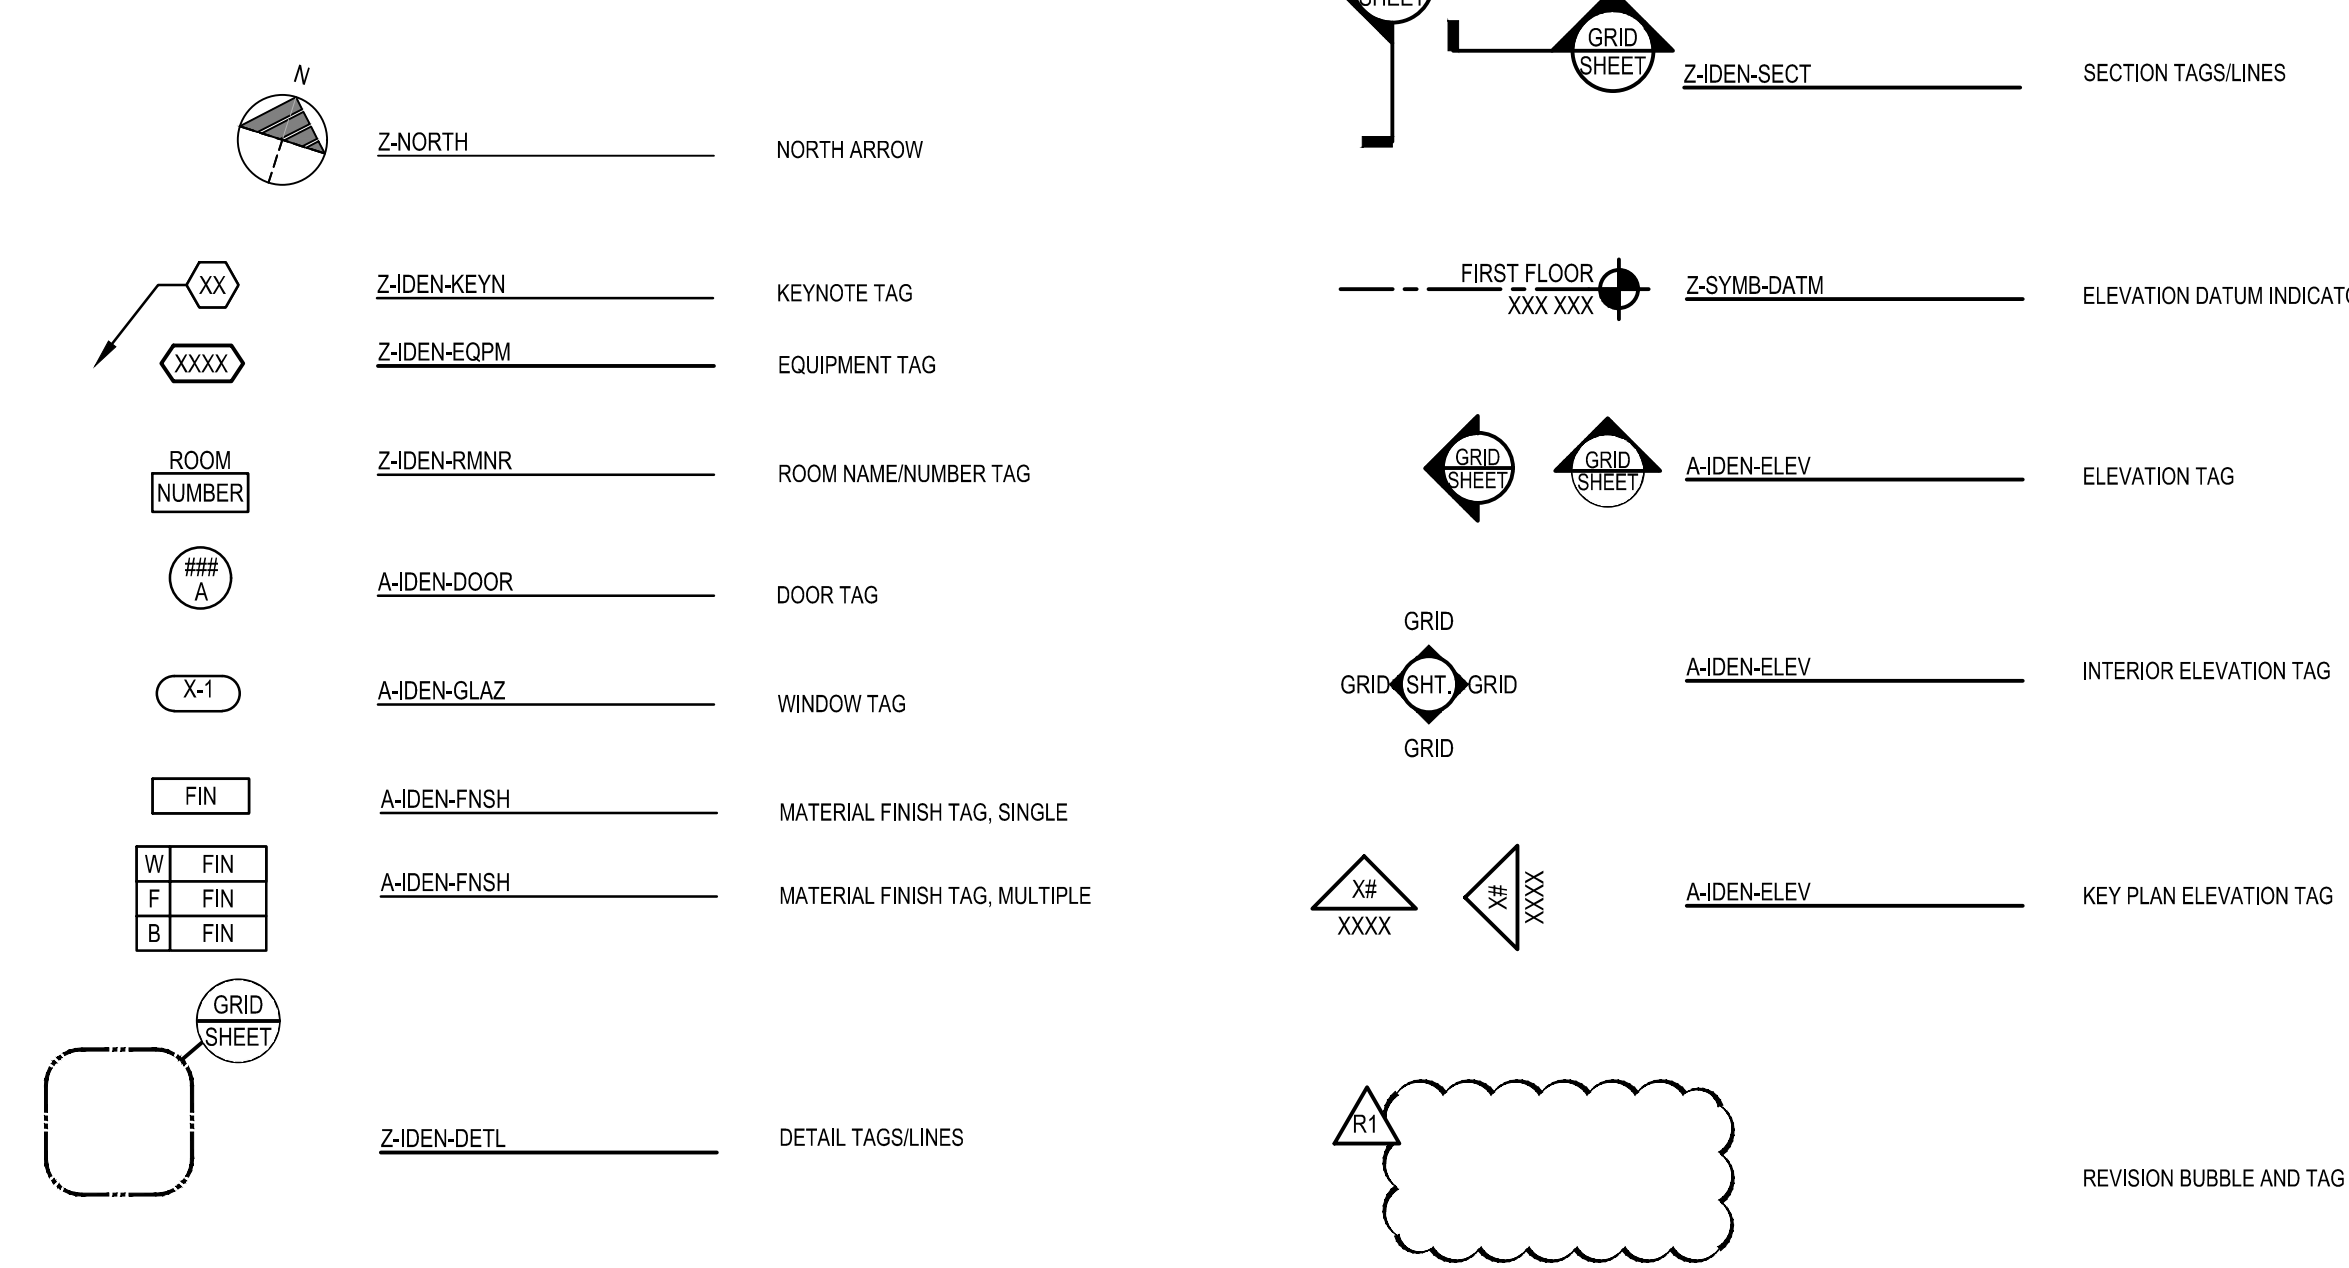 N
Z-NORTH
NORTH ARROW
XX
Z-IDEN-KEYN
KEYNOTE TAG
XXXX
Z-IDEN-EQPM
EQUIPMENT TAG
ROOM
NUMBER
Z-IDEN-RMNR
ROOM NAME/NUMBER TAG
###
A
A-IDEN-DOOR
DOOR TAG
X-1
A-IDEN-GLAZ
WINDOW TAG
FIN
A-IDEN-FNSH
MATERIAL FINISH TAG, SINGLE
W FIN
F FIN
B FIN
A-IDEN-FNSH
MATERIAL FINISH TAG, MULTIPLE
GRID
SHEET
Z-IDEN-DETL
DETAIL TAGS/LINES
SHEET
GRID
SHEET
Z-IDEN-SECT
SECTION TAGS/LINES
FIRST FLOOR
XXX XXX
Z-SYMB-DATM
ELEVATION DATUM INDICATO
GRID
SHEET
GRID
SHEET
A-IDEN-ELEV
ELEVATION TAG
GRID
GRID SHT. GRID
GRID
A-IDEN-ELEV
INTERIOR ELEVATION TAG
X#
XXXX
X#
XXXX
A-IDEN-ELEV
KEY PLAN ELEVATION TAG
R1
REVISION BUBBLE AND TAG